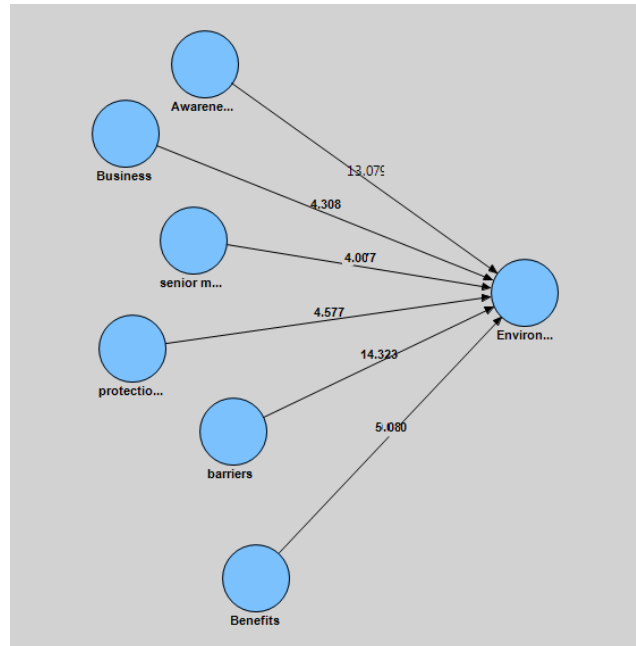 Awarene...
13.079
Business
4.308
senior m...
4.007
Environ...
4.577
protectio...
14.323
barriers
5.080
Benefits